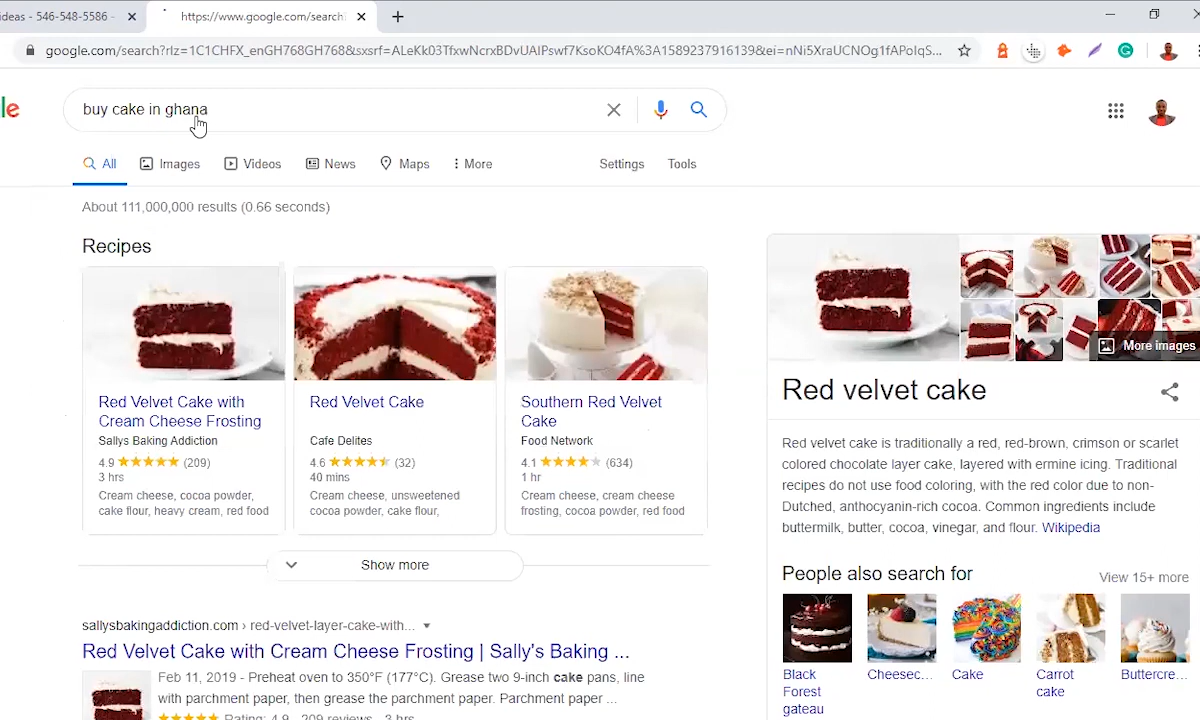 ideas - 546-548-5586 -
https://www.google.com/search
google.com/search?rlz=1C1CHFX_enGH768GH768&sxsrf=ALeKk03TfxwNcrxBDvUAIPswf7KsoKO4fA%3A1589237916139&ei=nNi5XraUCNOg1fAPoIqS...
le
buy cake in ghana
All
Images
Videos
News
Maps
More
Settings
Tools
About 111,000,000 results (0.66 seconds)
Recipes
Red Velvet Cake with
Cream Cheese Frosting
Sallys Baking Addiction
4.9 ★★★★★ (209)
3 hrs
Cream cheese, cocoa powder,
cake flour, heavy cream, red food
Red Velvet Cake
Cafe Delites
4.6 ★★★★★ (32)
40 mins
Cream cheese, unsweetened
cocoa powder, cake flour,
Southern Red Velvet
Cake
Food Network
4.1 ★★★★★ (634)
1 hr
Cream cheese, cream cheese
frosting, cocoa powder, red food
Show more
sallysbakingaddiction.com › red-velvet-layer-cake-with...
Red Velvet Cake with Cream Cheese Frosting | Sally's Baking ...
Feb 11, 2019 - Preheat oven to 350°F (177°C). Grease two 9-inch cake pans, line
with parchment paper, then grease the parchment paper. Parchment paper ...
★★★★★ Rating: 4.9 - 209 reviews - 3 hrs
More images
Red velvet cake
Red velvet cake is traditionally a red, red-brown, crimson or scarlet
colored chocolate layer cake, layered with ermine icing. Traditional
recipes do not use food coloring, with the red color due to non-
Dutched, anthocyanin-rich cocoa. Common ingredients include
buttermilk, butter, cocoa, vinegar, and flour. Wikipedia
People also search for
View 15+ more
Black
Forest
gateau
Cheesec...
Cake
Carrot
cake
Buttercre...